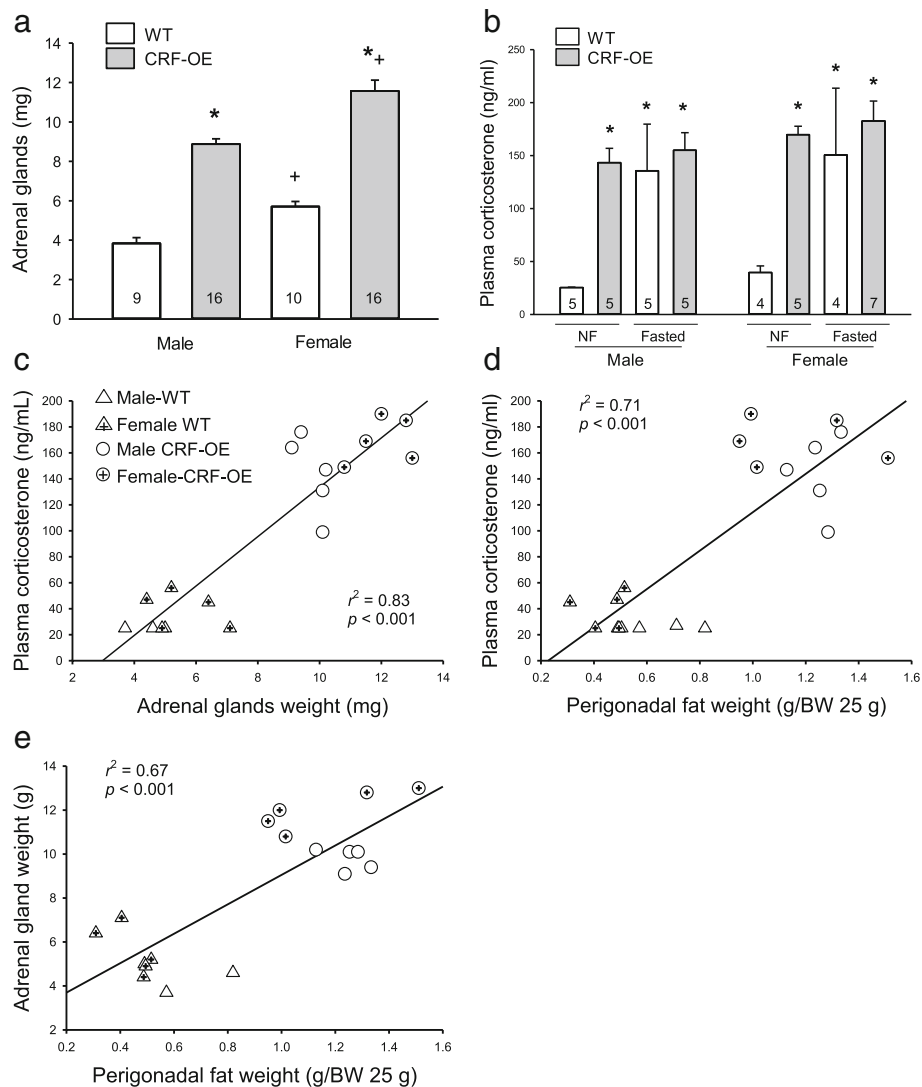 a
WT
CRF-OE
Adrenal glands (mg)
14
12
10
8
6
4
2
0
*
+
*+
9
16
10
16
Male
Female
b
WT
CRF-OE
Plasma corticosterone (ng/ml)
250
200
150
100
50
0
*
*
*
*
*
*
5
5
5
5
4
5
4
7
NF
Fasted
NF
Fasted
Male
Female
c
Male-WT
Female WT
Male CRF-OE
Female-CRF-OE
Plasma corticosterone (ng/mL)
200
180
160
140
120
100
80
60
40
20
0
r² = 0.83
p < 0.001
2 4 6 8 10 12 14
Adrenal glands weight (mg)
d
r² = 0.71
p < 0.001
Plasma corticosterone (ng/ml)
200
180
160
140
120
100
80
60
40
20
0
0.2 0.4 0.6 0.8 1.0 1.2 1.4 1.6
Perigonadal fat weight (g/BW 25 g)
e
r² = 0.67
p < 0.001
Adrenal gland weight (g)
14
12
10
8
6
4
2
0.2 0.4 0.6 0.8 1.0 1.2 1.4 1.6
Perigonadal fat weight (g/BW 25 g)